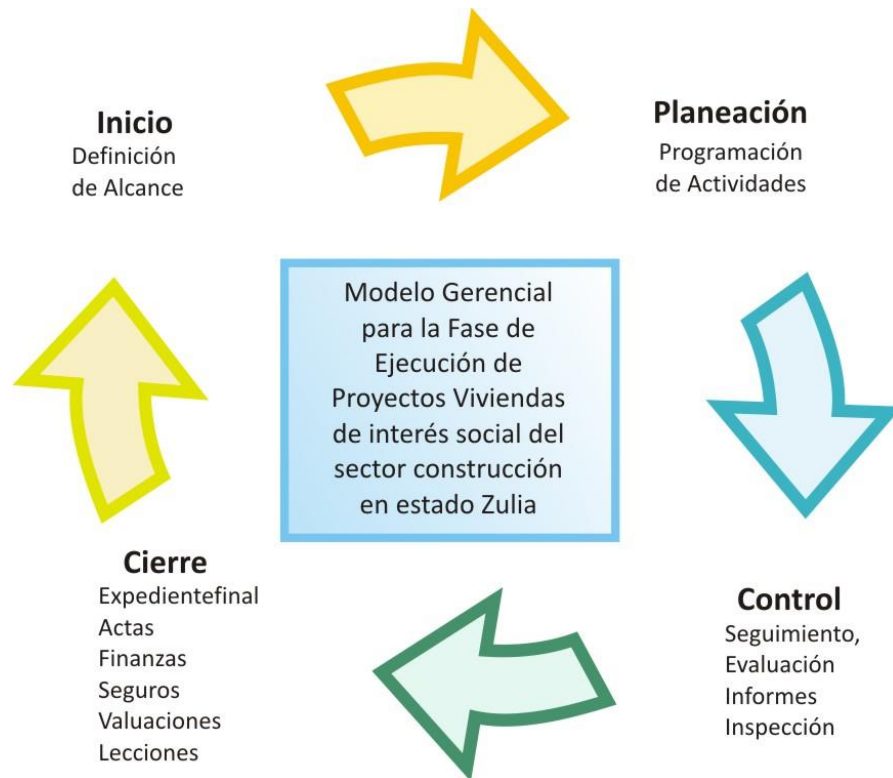 Inicio
Definición
de Alcance
Planeación
Programación
de Actividades
Modelo Gerencial
para la Fase de
Ejecución de
Proyectos Viviendas
de interés social del
sector construcción
en estado Zulia
Cierre
Expedientefinal
Actas
Finanzas
Seguros
Valuaciones
Lecciones
Control
Seguimiento,
Evaluación
Informes
Inspección